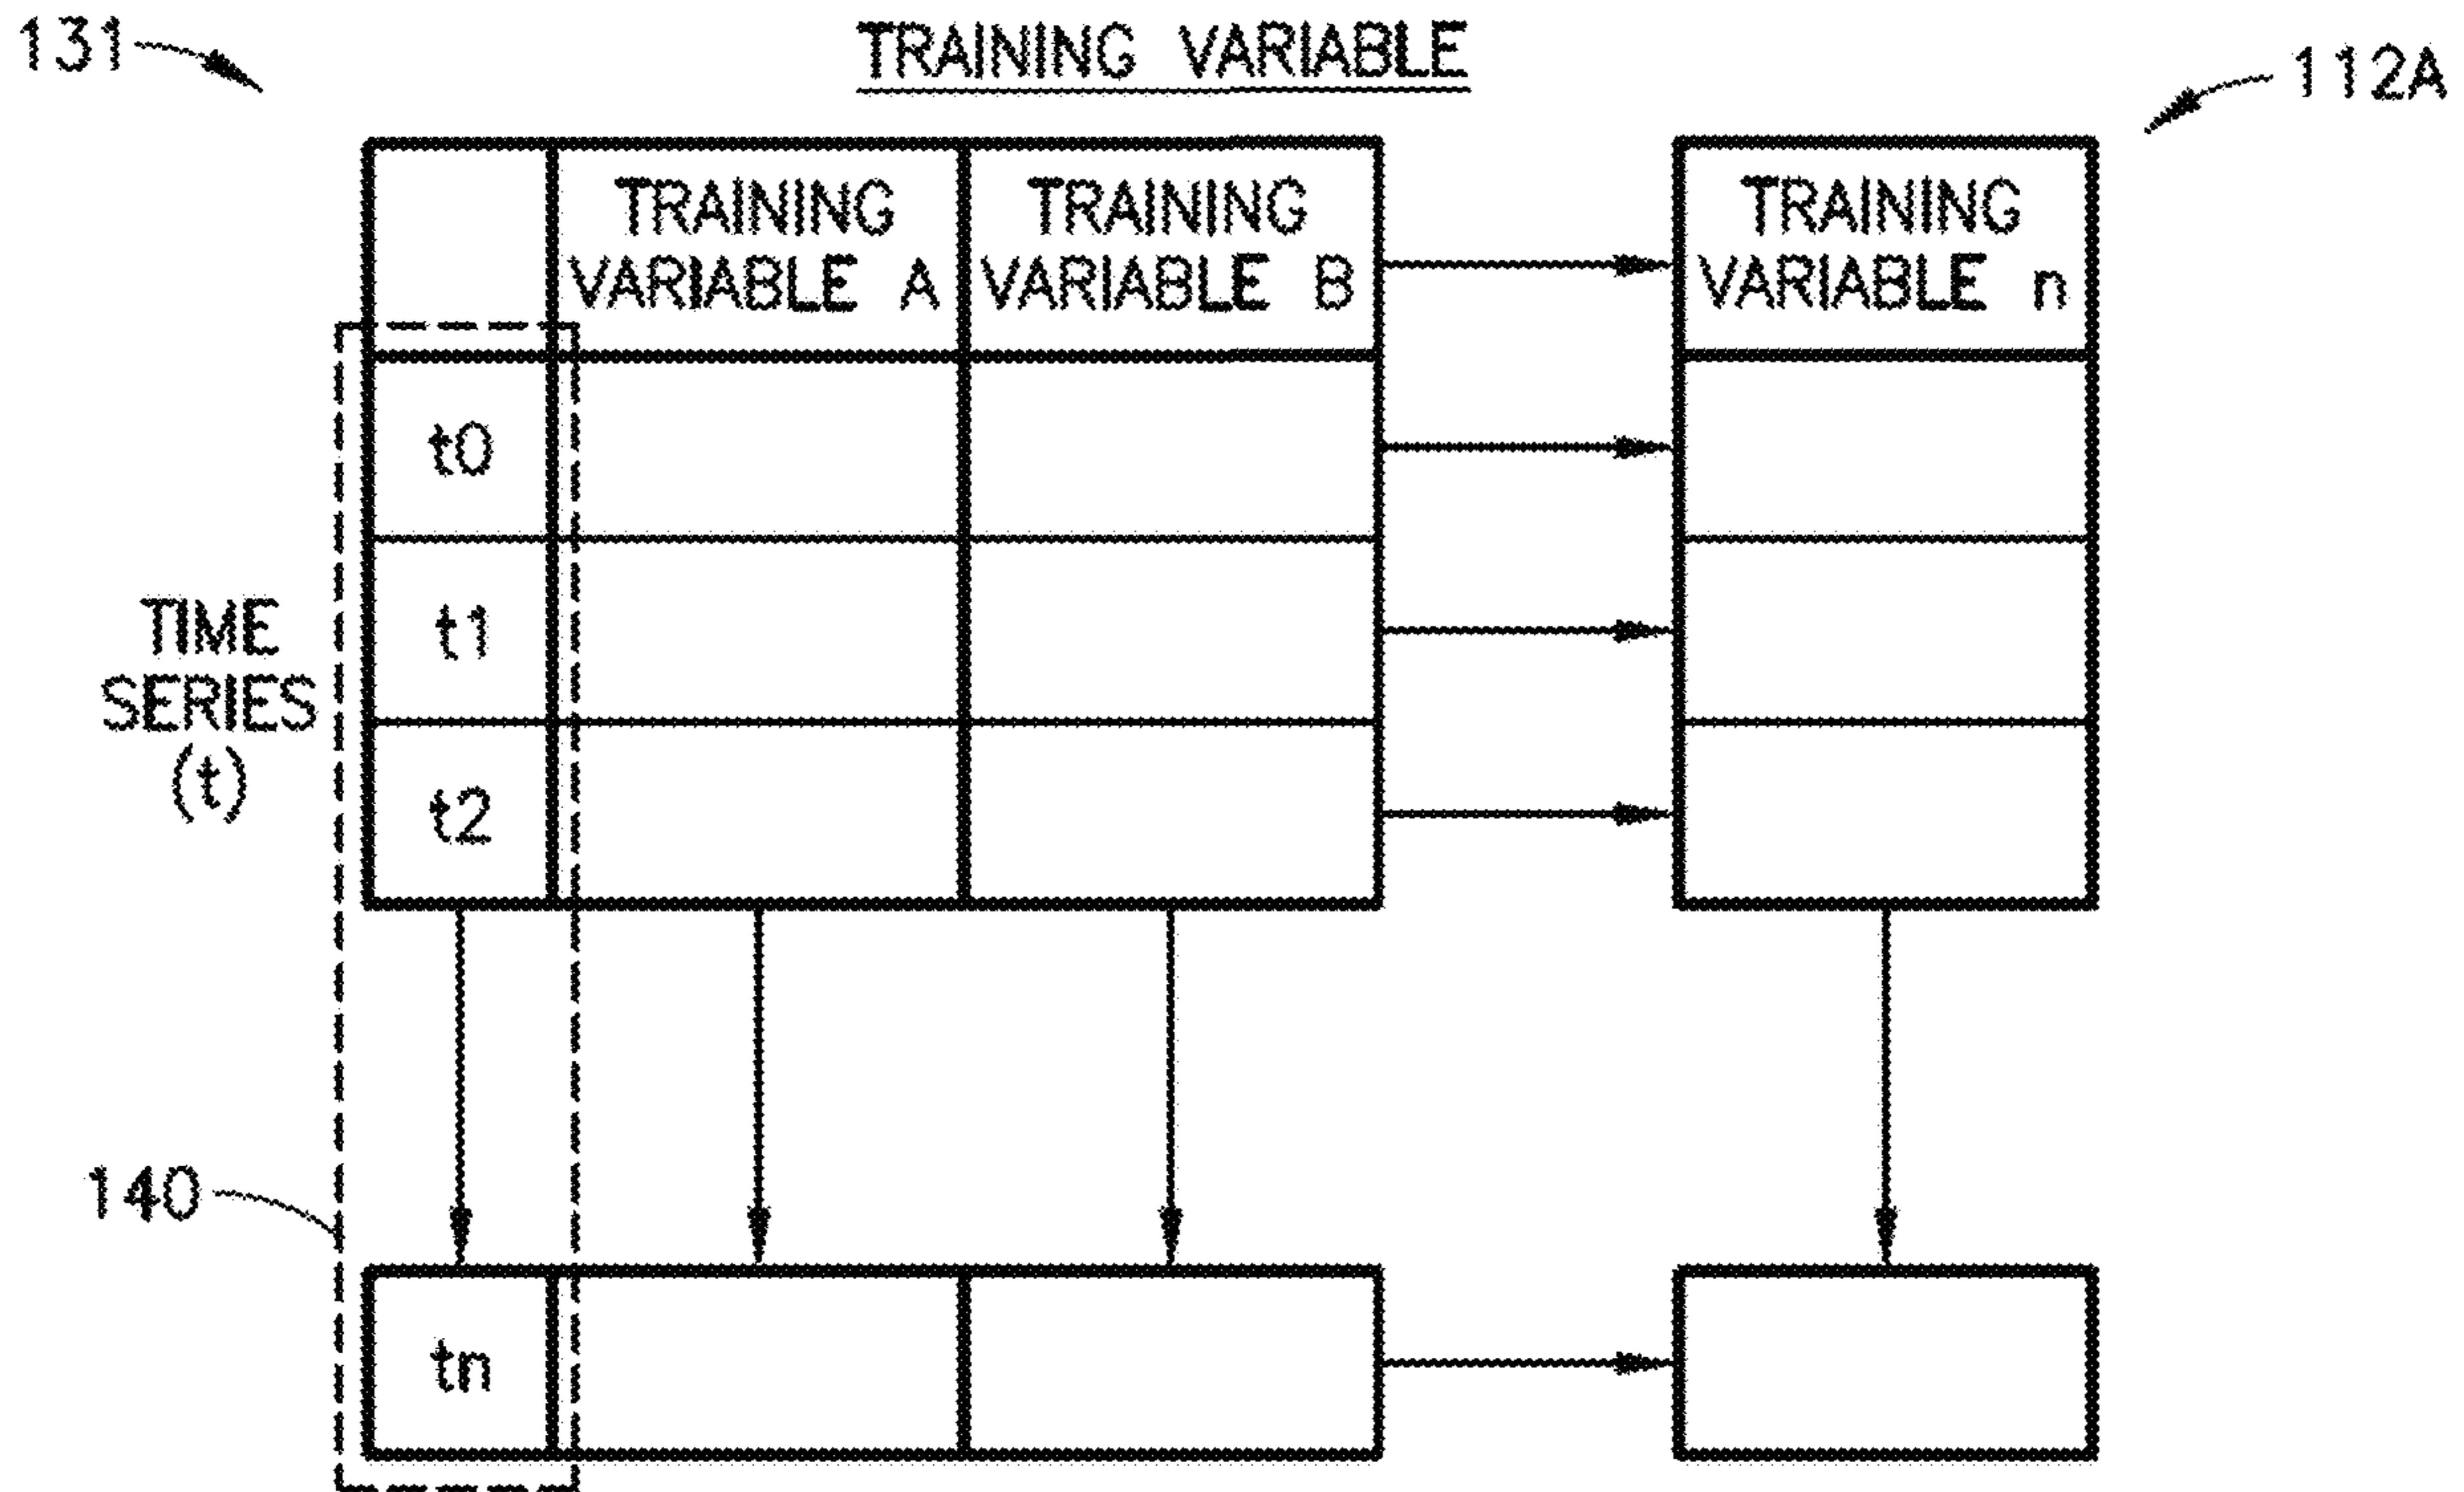 131
TRAINING VARIABLE
112A
TRAINING
VARIABLE A
TRAINING
VARIABLE B
TRAINING
VARIABLE n
t0
t1
TIME
SERIES
(t)
t2
140
tn